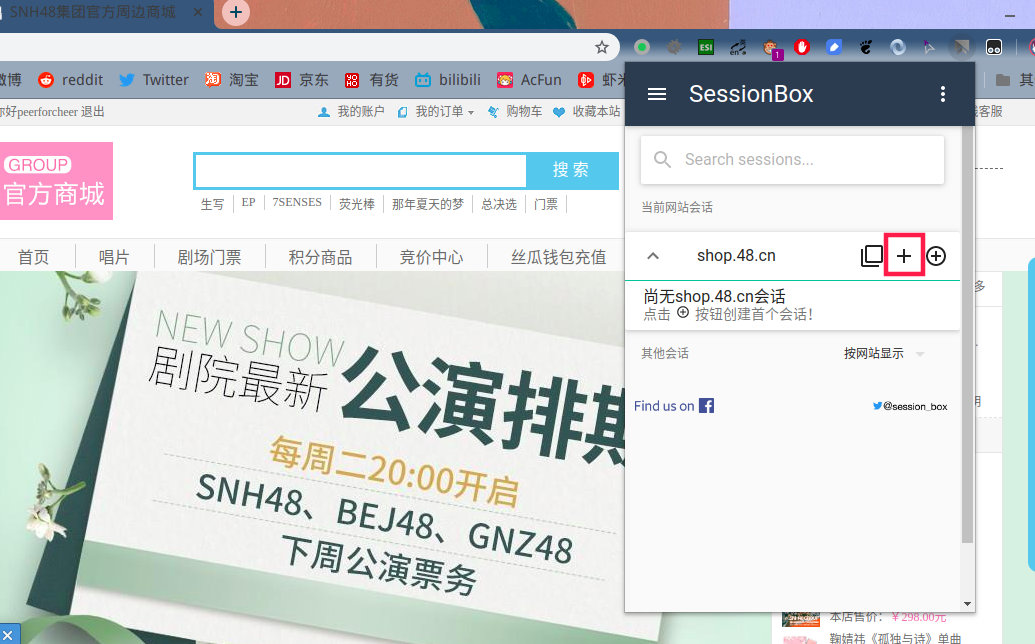 SNH48集团官方周边商城
ESI
en
1
微博 reddit Twitter 淘宝 JD 京东 YOHO 有货 bilibili AcFun 虾米 其
你好peerforcheer 退出 我的账户 我的订单 购物车 收藏本站 客服
GROUP
官方商城
搜 索
生写 EP 7SENSES 荧光棒 那年夏天的梦 总决选 门票
首页 唱片 剧场门票 积分商品 竞价中心 丝瓜钱包充值
NEW SHOW
剧院最新
公演排期
每周二20:00开启
SNH48、BEJ48、GNZ48
下周公演票务
SessionBox
Search sessions...
当前网站会话
shop.48.cn
尚无shop.48.cn会话
点击 ⊕ 按钮创建首个会话!
其他会话 按网站显示
Find us on f @session_box
多
本店售价: ￥298.00元
鞠婧祎《孤独与诗》单曲